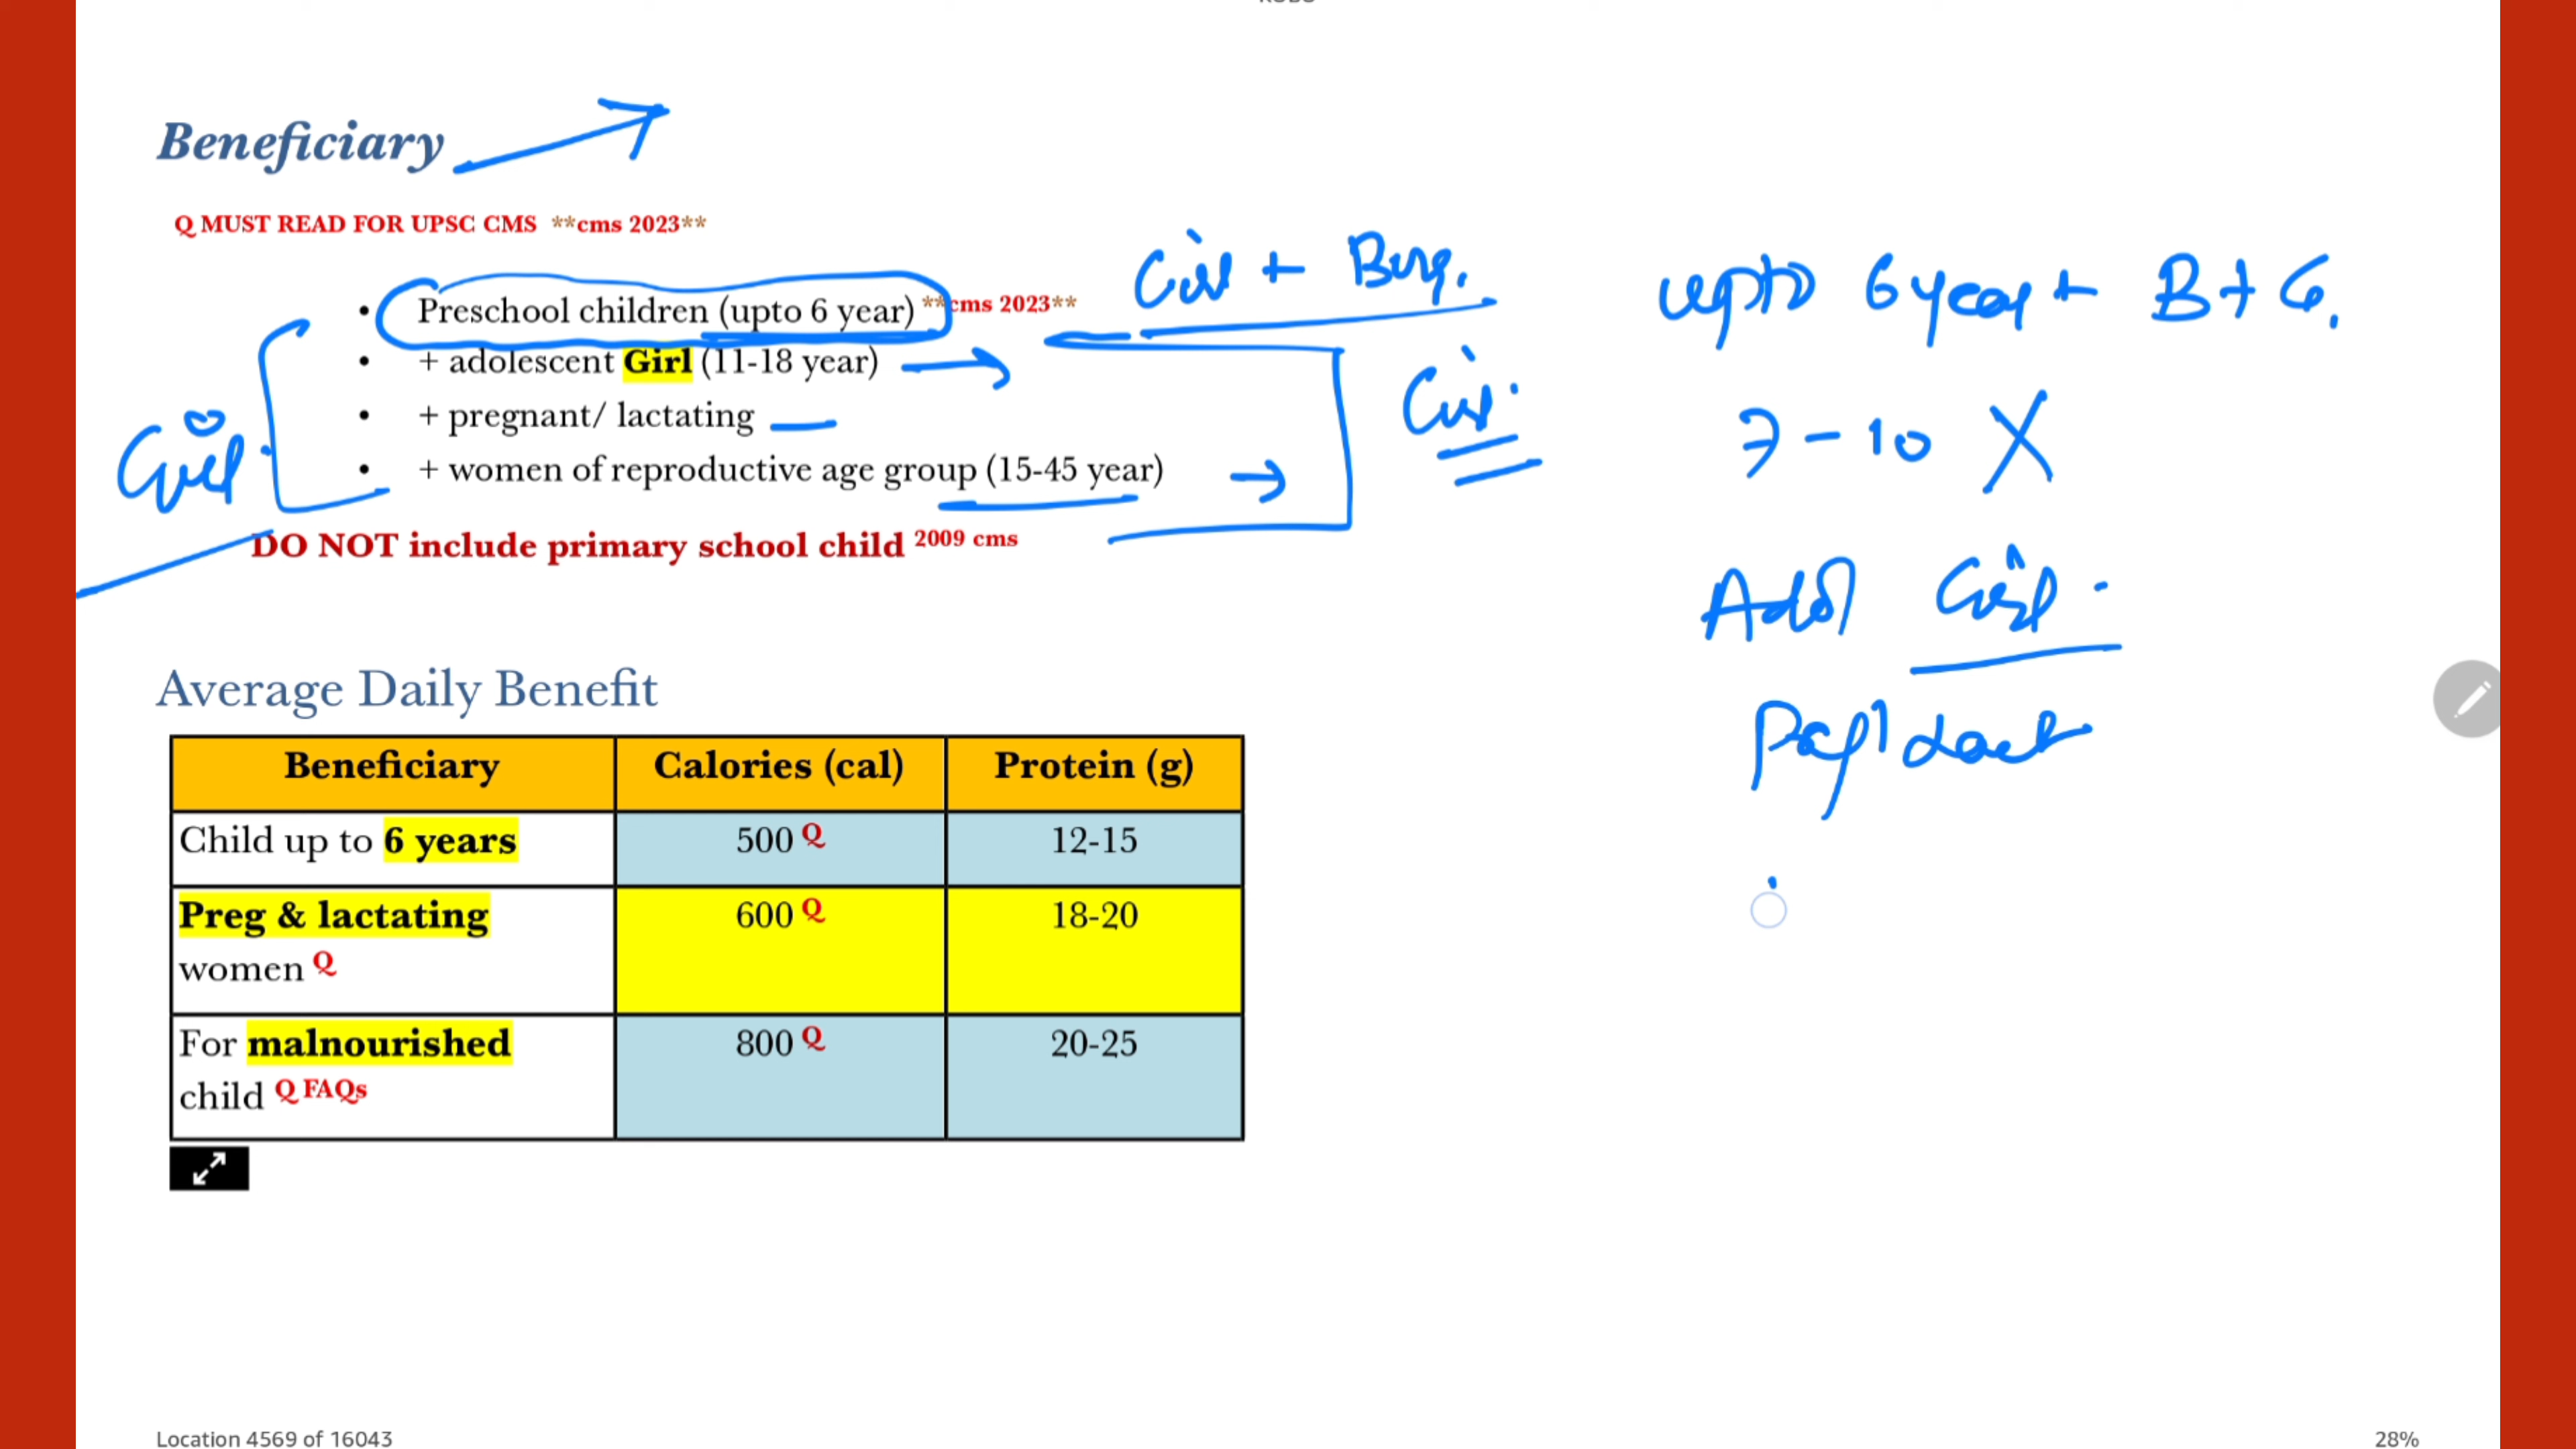 Beneficiary
Q MUST READ FOR UPSC CMS **cms 2023**
• Preschool children (upto 6 year) **cms 2023**
• + adolescent Girl (11-18 year)
• + pregnant/ lactating
• + women of reproductive age group (15-45 year)
DO NOT include primary school child 2009 cms
Girl + Boys.
Girl.
Girl.
upto 6 year + B + G.
7-10 X
Adol Girl.
Average Daily Benefit
Beneficiary Calories (cal) Protein (g)
Child up to 6 years 500 Q 12-15
Preg & lactating women Q 600 Q 18-20
For malnourished child Q FAQs 800 Q 20-25
Location 4569 of 16043
28%